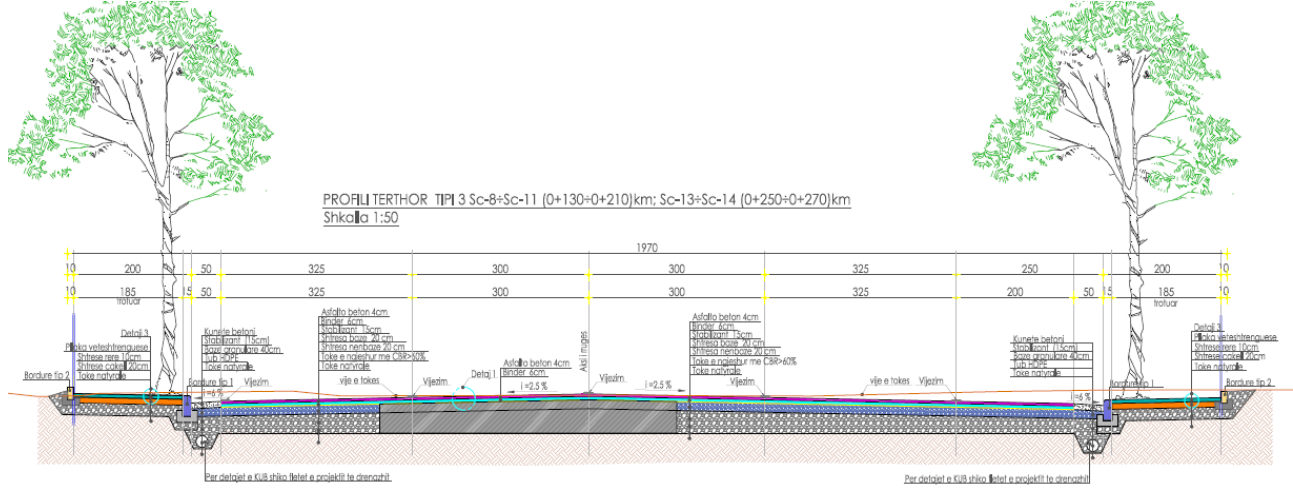 PROFILI TERTHOR TIPI 3 Sc-8÷Sc-11 (0+130÷0+210)km; Sc-13÷Sc-14 (0+250÷0+270)km
Shkalla 1:50
1970
10 200 50 325 300 300 325 250 200 10
10 185 15 50 325 300 300 325 200 50 185 10
trotuar
trotuar
Detaji 3
Pllaka veteshtrenguese
Shtrese rere 10cm
Shtrese cakell 20cm
Toke natyrale
Bordure tip 2
Bordure tip 1
i=6%
Kunete betoni
Stabilizant (15cm)
Baze granulare 40cm
Tub HDPE
Toke natyrale
Asfalto beton 4cm
Binder 6cm
Stabilizant 15cm
Shtresa baze 20 cm
Shtresa nenbaze 20 cm
Toke e ngjeshur me CBR>60%
Toke natyrale
vije e tokes
Vijezim
Detaj 1
Asfalto beton 4cm
Binder 6cm
i=2.5 %
Aksi i rruges
Vijezim
i=2.5 %
Asfalto beton 4cm
Binder 6cm
Stabilizant 15cm
Shtresa baze 20 cm
Shtresa nenbaze 20 cm
Toke e ngjeshur me CBR>60%
Toke natyrale
Vijezim
vije e tokes
Vijezim
Kunete betoni
Stabilizant (15cm)
Baze granulare 40cm
Tub HDPE
Toke natyrale
i=6 %
Bordure tip 1
Detaji 3
Pllaka veteshtrenguese
Shtrese rere 10cm
Shtrese cakell 20cm
Toke natyrale
Bordure tip 2
Per detajet e KUB shiko fletet e projektit te drenazhit
Per detajet e KUB shiko fletet e projektit te drenazhit